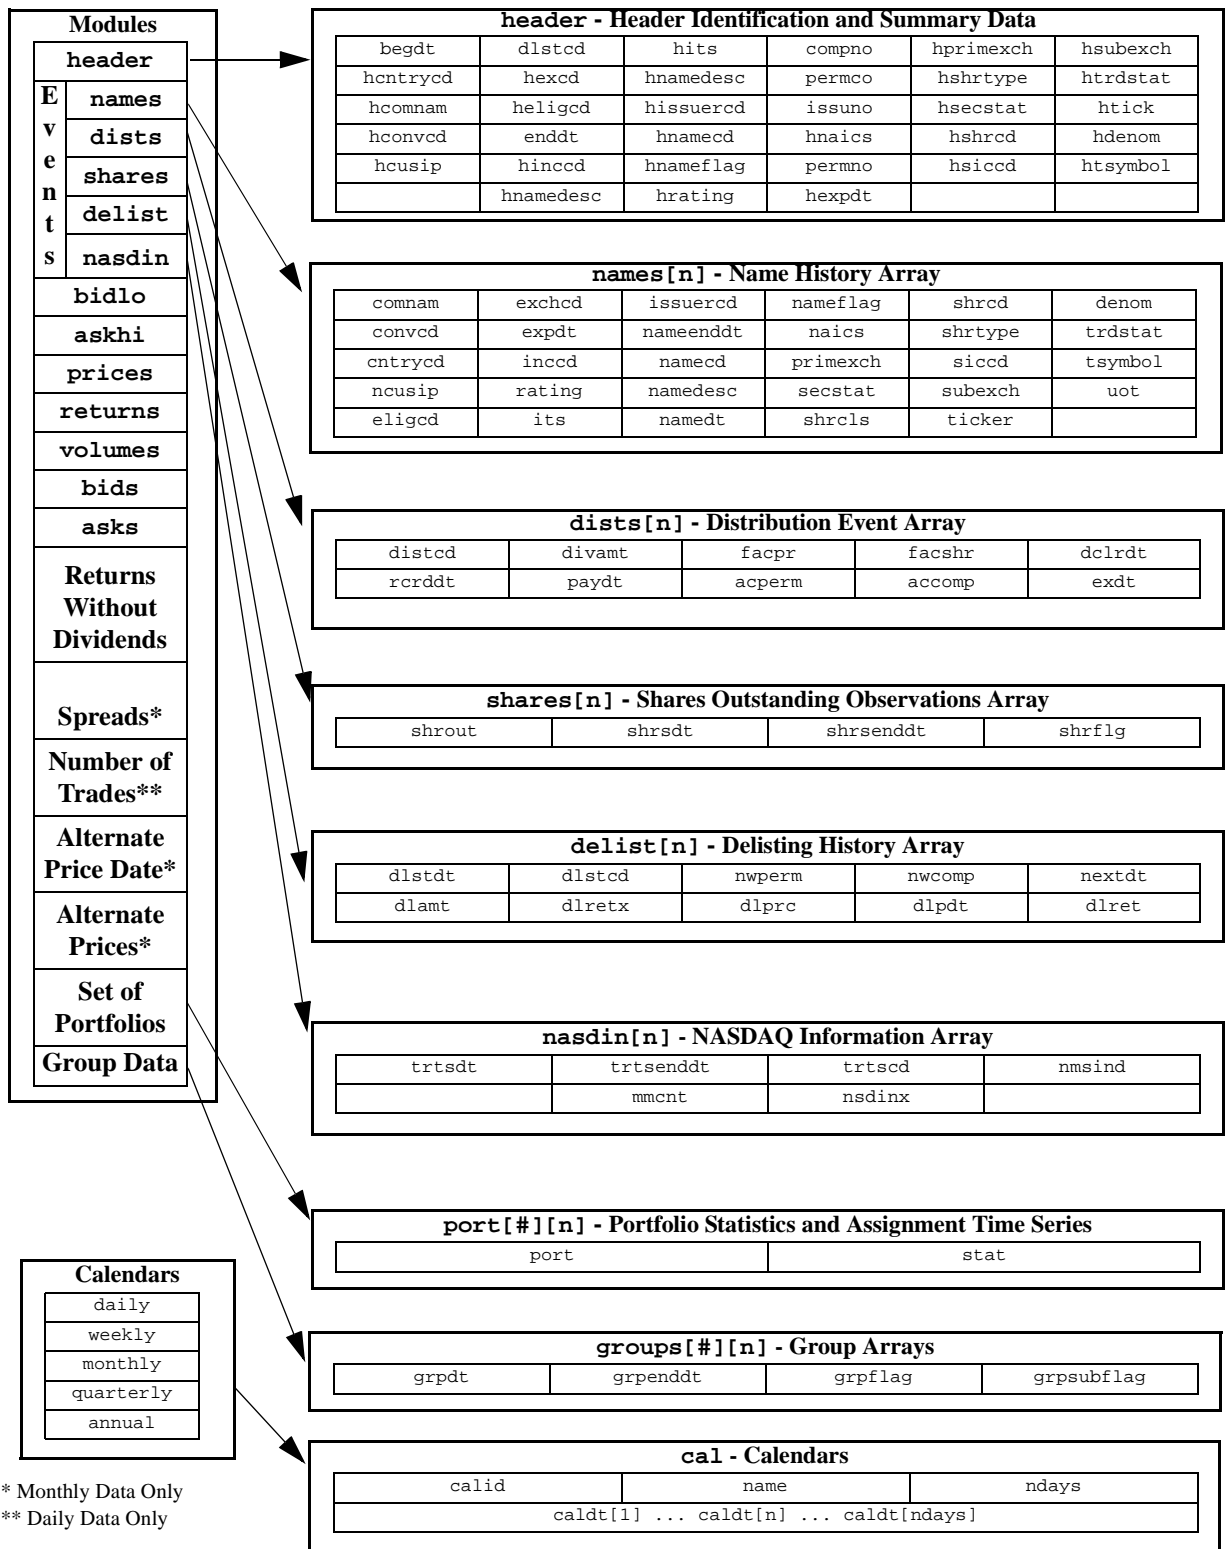 Modules
header
Events
names
dists
shares
delist
nasdin
bidlo
askhi
prices
returns
volumes
bids
asks
Returns
Without
Dividends
Spreads*
Number of
Trades**
Alternate
Price Date*
Alternate
Prices*
Set of
Portfolios
Group Data
header - Header Identification and Summary Data
begdt dlstcd hits compno hprimexch hsubexch
hcntrycd hexcd hnamedesc permco hshrtype htrdstat
hcomnam heligcd hissuercd issuno hsecstat htick
hconvcd enddt hnamecd hnaics hshrcd hdenom
hcusip hinccd hnameflag permno hsiccd htsymbol
hnamedesc hrating hexpdt
names[n] - Name History Array
comnam exchcd issuercd nameflag shrcd denom
convcd expdt nameenddt naics shrtype trdstat
cntrycd inccd namecd primexch siccd tsymbol
ncusip rating namedesc secstat subexch uot
eligcd its namedt shrcls ticker
dists[n] - Distribution Event Array
distcd divamt facpr facshr dclrdt
rcrddt paydt acperm accomp exdt
shares[n] - Shares Outstanding Observations Array
shrout shrsdt shrsenddt shrflg
delist[n] - Delisting History Array
dlstdt dlstcd nwperm nwcomp nextdt
dlamt dlretx dlprc dlpdt dlret
nasdin[n] - NASDAQ Information Array
trtsdt trtsenddt trtscd nmsind
mmcnt nsdinx
port[#][n] - Portfolio Statistics and Assignment Time Series
port stat
groups[#][n] - Group Arrays
grpdt grpenddt grpflag grpsubflag
Calendars
daily
weekly
monthly
quarterly
annual
cal - Calendars
calid name ndays
caldt[1] ... caldt[n] ... caldt[ndays]
* Monthly Data Only
** Daily Data Only